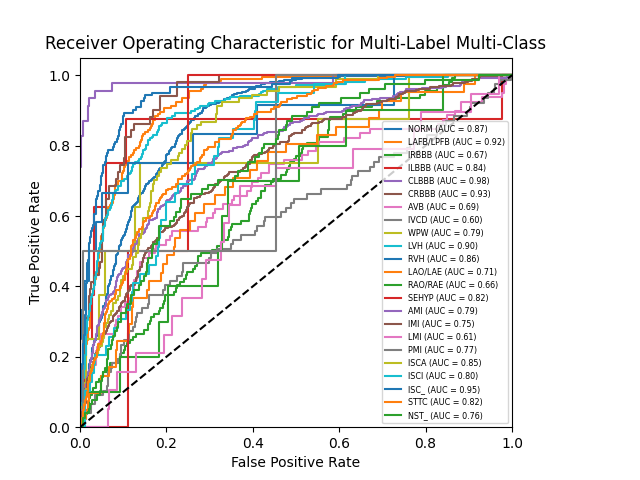 Receiver Operating Characteristic for Multi-Label Multi-Class
1.0
0.8
0.6
0.4
0.2
0.0
True Positive Rate
NORM (AUC = 0.87)
LAFB/LPFB (AUC = 0.92)
IRBBB (AUC = 0.67)
ILBBB (AUC = 0.84)
CLBBB (AUC = 0.98)
CRBBB (AUC = 0.93)
AVB (AUC = 0.69)
IVCD (AUC = 0.60)
WPW (AUC = 0.79)
LVH (AUC = 0.90)
RVH (AUC = 0.86)
LAO/LAE (AUC = 0.71)
RAO/RAE (AUC = 0.66)
SEHYP (AUC = 0.82)
AMI (AUC = 0.79)
IMI (AUC = 0.75)
LMI (AUC = 0.61)
PMI (AUC = 0.77)
ISCA (AUC = 0.85)
ISCI (AUC = 0.80)
ISC_ (AUC = 0.95)
STTC (AUC = 0.82)
NST_ (AUC = 0.76)
0.0 0.2 0.4 0.6 0.8 1.0
False Positive Rate